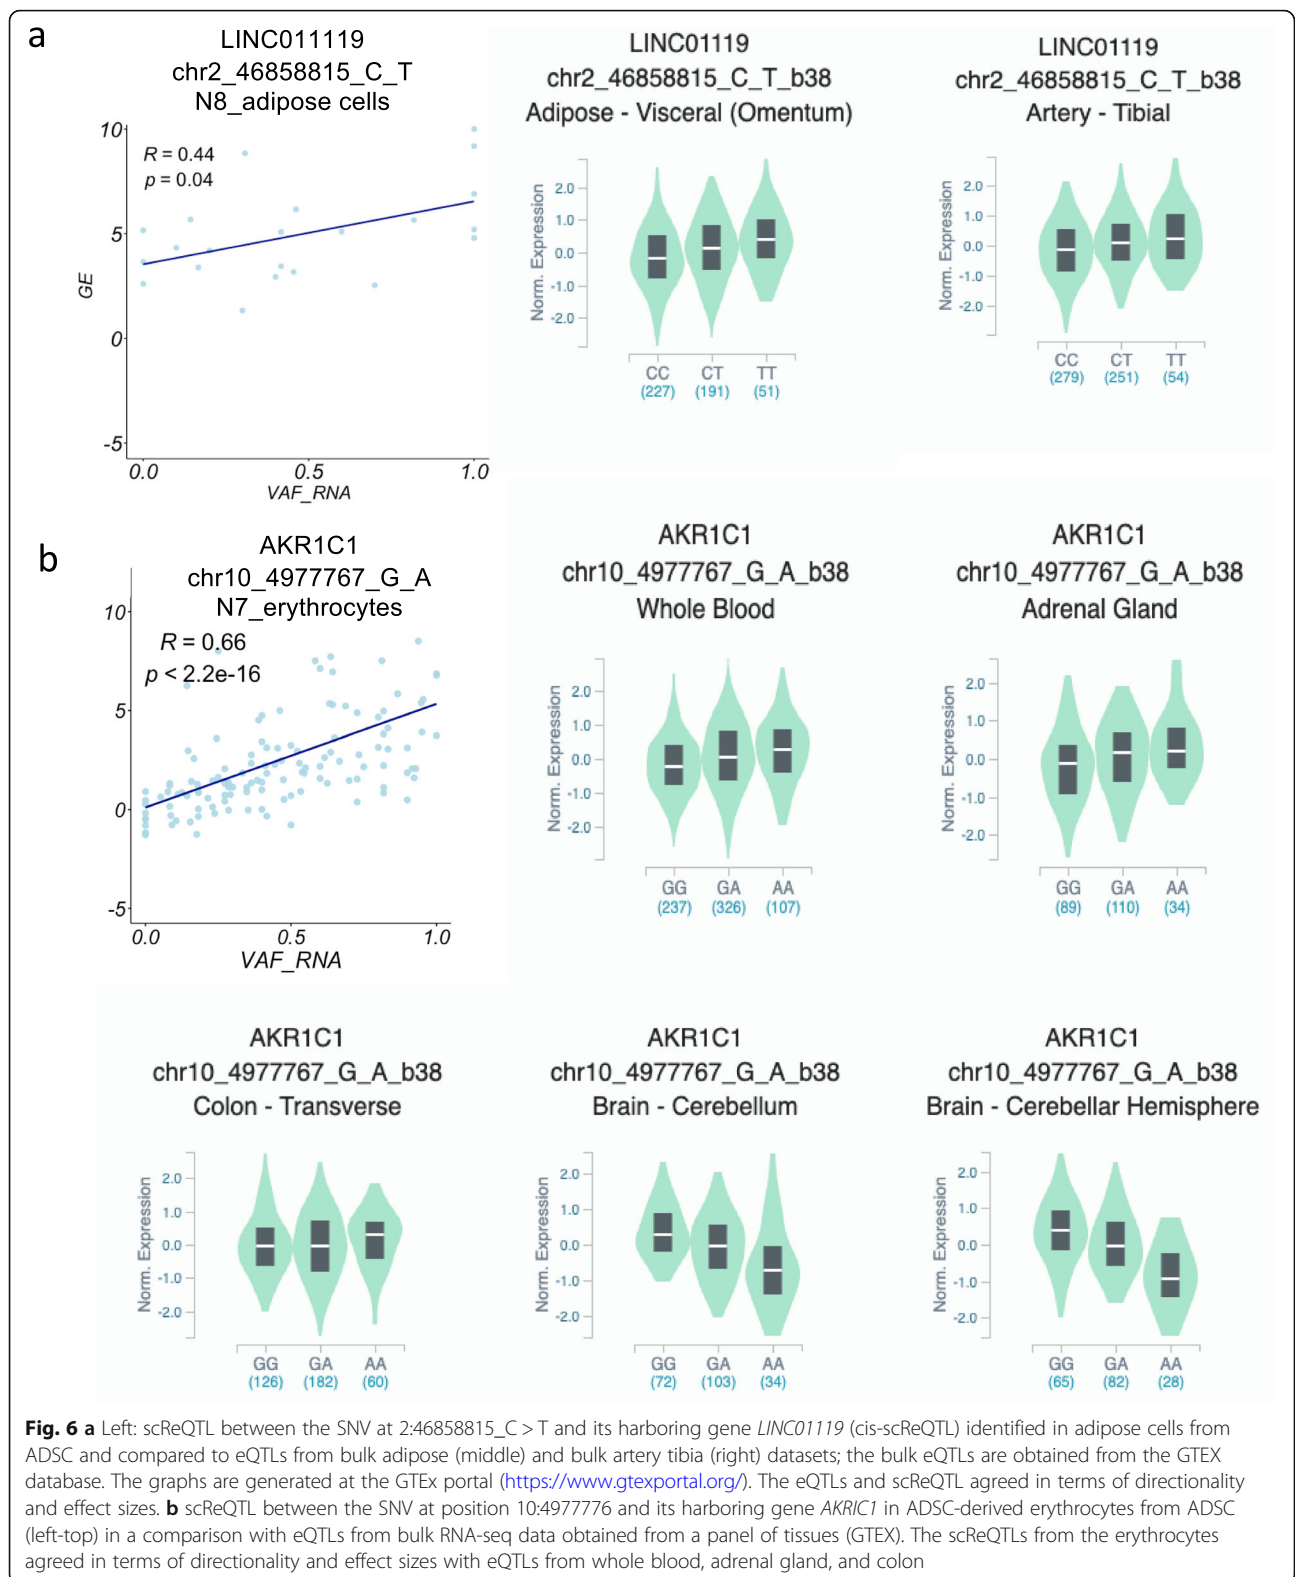 a
LINC011119
chr2_46858815_C_T
N8_adipose cells
R = 0.44
p = 0.04
10
5
0
-5
GE
0.0 0.5 1.0
VAF_RNA
LINC01119
chr2_46858815_C_T_b38
Adipose - Visceral (Omentum)
Norm. Expression
2.0
1.0
0.0
-1.0
-2.0
CC CT TT
(227) (191) (51)
LINC01119
chr2_46858815_C_T_b38
Artery - Tibial
Norm. Expression
2.0
1.0
0.0
-1.0
-2.0
CC CT TT
(279) (251) (54)
b
AKR1C1
chr10_4977767_G_A
N7_erythrocytes
R = 0.66
p < 2.2e-16
10
5
0
-5
0.0 0.5 1.0
VAF_RNA
AKR1C1
chr10_4977767_G_A_b38
Whole Blood
Norm. Expression
2.0
1.0
0.0
-1.0
-2.0
GG GA AA
(237) (326) (107)
AKR1C1
chr10_4977767_G_A_b38
Adrenal Gland
Norm. Expression
2.0
1.0
0.0
-1.0
-2.0
GG GA AA
(89) (110) (34)
AKR1C1
chr10_4977767_G_A_b38
Colon - Transverse
Norm. Expression
2.0
1.0
0.0
-1.0
-2.0
GG GA AA
(126) (182) (60)
AKR1C1
chr10_4977767_G_A_b38
Brain - Cerebellum
Norm. Expression
2.0
1.0
0.0
-1.0
-2.0
GG GA AA
(72) (103) (34)
AKR1C1
chr10_4977767_G_A_b38
Brain - Cerebellar Hemisphere
Norm. Expression
2.0
1.0
0.0
-1.0
-2.0
GG GA AA
(65) (82) (28)
Fig. 6 a Left: scReQTL between the SNV at 2:46858815_C > T and its harboring gene LINC01119 (cis-scReQTL) identified in adipose cells from
ADSC and compared to eQTLs from bulk adipose (middle) and bulk artery tibia (right) datasets; the bulk eQTLs are obtained from the GTEX
database. The graphs are generated at the GTEx portal (https://www.gtexportal.org/). The eQTLs and scReQTL agreed in terms of directionality
and effect sizes. b scReQTL between the SNV at position 10:4977776 and its harboring gene AKRIC1 in ADSC-derived erythrocytes from ADSC
(left-top) in a comparison with eQTLs from bulk RNA-seq data obtained from a panel of tissues (GTEX). The scReQTLs from the erythrocytes
agreed in terms of directionality and effect sizes with eQTLs from whole blood, adrenal gland, and colon